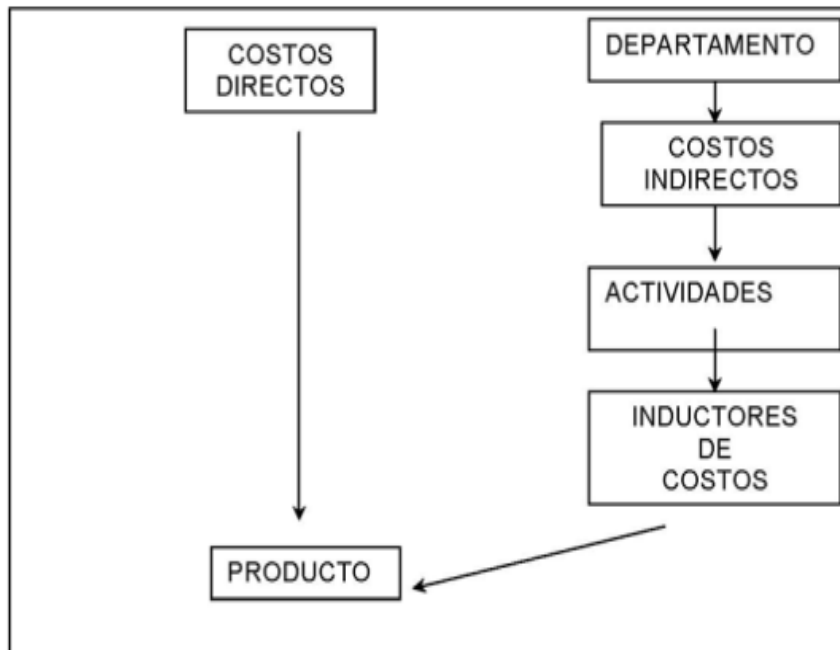 COSTOS
DIRECTOS
DEPARTAMENTO
COSTOS
INDIRECTOS
ACTIVIDADES
INDUCTORES
DE
COSTOS
PRODUCTO